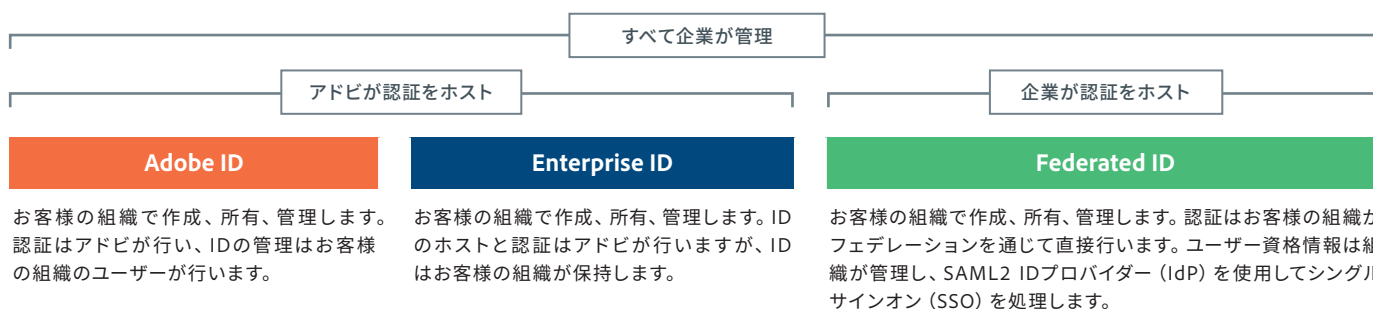 すべて企業が管理
アドビが認証をホスト
企業が認証をホスト
Adobe ID
Enterprise ID
Federated ID
お客様の組織で作成、所有、管理します。
認証はアドビが行い、IDの管理はお客様
の組織のユーザーが行います。
お客様の組織で作成、所有、管理します。ID
のホストと認証はアドビが行いますが、ID
はお客様の組織が保持します。
お客様の組織で作成、所有、管理します。認証はお客様の組織が
フェデレーションを通じて直接行います。ユーザー資格情報は組
織が管理し、SAML2 IDプロバイダー（IdP）を使用してシングル
サインオン（SSO）を処理します。